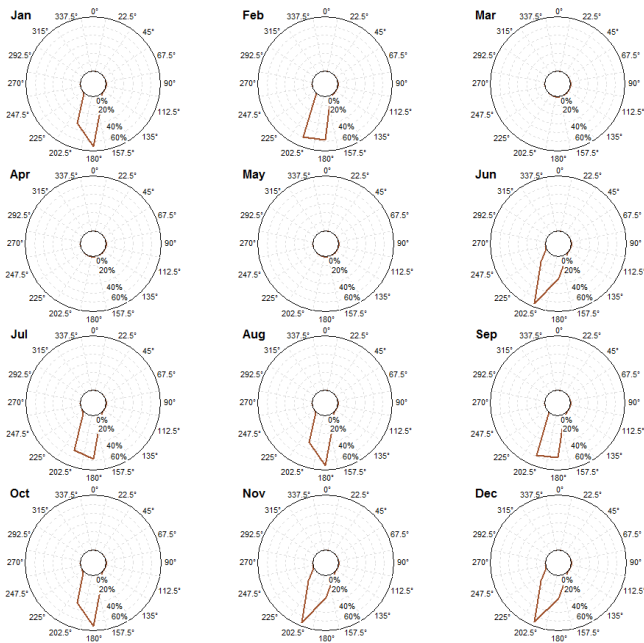 Jan 337.5° 0° 22.5°
315° 45°
292.5° 67.5°
270° 90°
0%
247.5° 20% 112.5°
225° 40% 135°
202.5° 60% 157.5°
180°
Feb 337.5° 0° 22.5°
315° 45°
292.5° 67.5°
270° 90°
0%
247.5° 20% 112.5°
225° 40% 135°
202.5° 60% 157.5°
180°
Mar 337.5° 0° 22.5°
315° 45°
292.5° 67.5°
270° 90°
0%
247.5° 20% 112.5°
225° 40% 135°
202.5° 60% 157.5°
180°
Apr 337.5° 0° 22.5°
315° 45°
292.5° 67.5°
270° 90°
0%
247.5° 20% 112.5°
225° 40% 135°
202.5° 60% 157.5°
180°
May 337.5° 0° 22.5°
315° 45°
292.5° 67.5°
270° 90°
0%
247.5° 20% 112.5°
225° 40% 135°
202.5° 60% 157.5°
180°
Jun 337.5° 0° 22.5°
315° 45°
292.5° 67.5°
270° 90°
0%
247.5° 20% 112.5°
225° 40% 135°
202.5° 60% 157.5°
180°
Jul 337.5° 0° 22.5°
315° 45°
292.5° 67.5°
270° 90°
0%
247.5° 20% 112.5°
225° 40% 135°
202.5° 60% 157.5°
180°
Aug 337.5° 0° 22.5°
315° 45°
292.5° 67.5°
270° 90°
0%
247.5° 20% 112.5°
225° 40% 135°
202.5° 60% 157.5°
180°
Sep 337.5° 0° 22.5°
315° 45°
292.5° 67.5°
270° 90°
0%
247.5° 20% 112.5°
225° 40% 135°
202.5° 60% 157.5°
180°
Oct 337.5° 0° 22.5°
315° 45°
292.5° 67.5°
270° 90°
0%
247.5° 20% 112.5°
225° 40% 135°
202.5° 60% 157.5°
180°
Nov 337.5° 0° 22.5°
315° 45°
292.5° 67.5°
270° 90°
0%
247.5° 20% 112.5°
225° 40% 135°
202.5° 60% 157.5°
180°
Dec 337.5° 0° 22.5°
315° 45°
292.5° 67.5°
270° 90°
0%
247.5° 20% 112.5°
225° 40% 135°
202.5° 60% 157.5°
180°